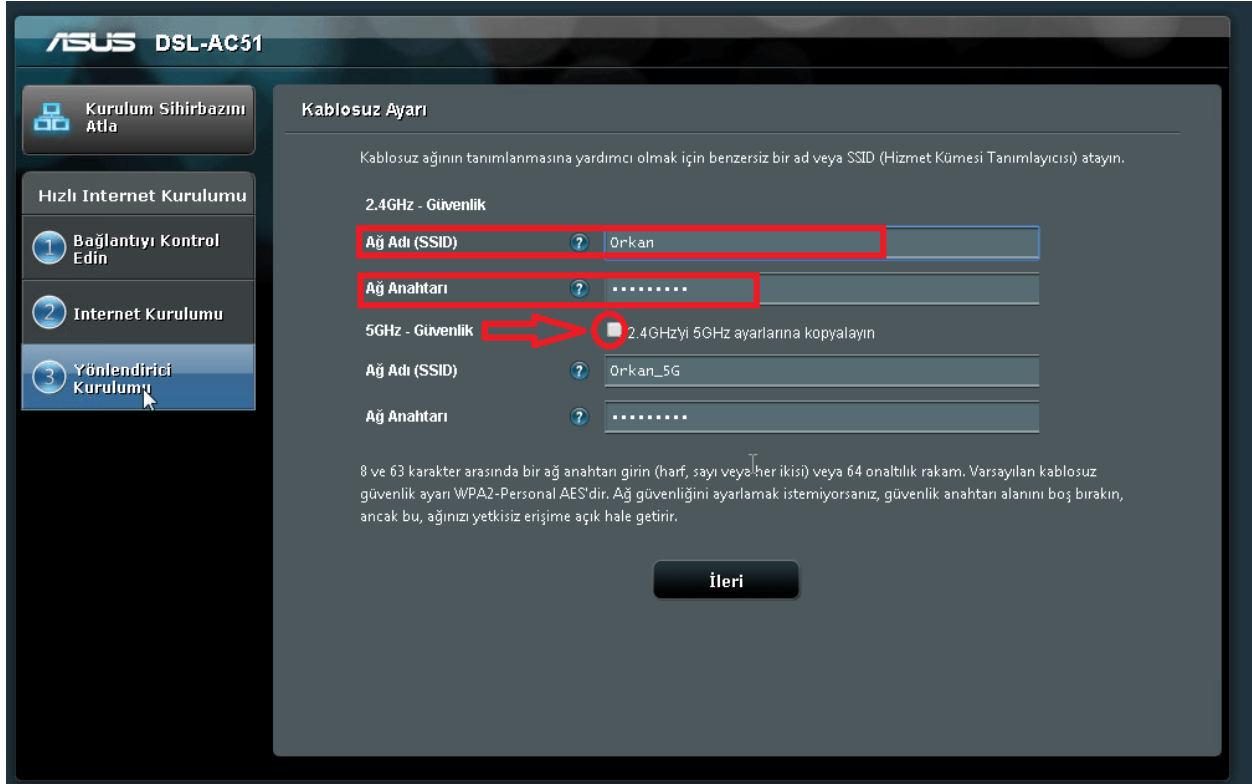 ASUS DSL-AC51
Kurulum Sihirbazını
Atla
Hızlı Internet Kurulumu
1 Bağlantıyı Kontrol
Edin
2 Internet Kurulumu
3 Yönlendirici
Kurulumu
Kablosuz Ayarı
Kablosuz ağının tanımlanmasına yardımcı olmak için benzersiz bir ad veya SSID (Hizmet Kümesi Tanımlayıcısı) atayın.
2.4GHz - Güvenlik
Ağ Adı (SSID) ? Orkan
Ağ Anahtarı ? •••••••••
5GHz - Güvenlik 2.4GHz'yi 5GHz ayarlarına kopyalayın
Ağ Adı (SSID) ? Orkan_5G
Ağ Anahtarı ? •••••••••
8 ve 63 karakter arasında bir ağ anahtarı girin (harf, sayı veya her ikisi) veya 64 onaltılık rakam. Varsayılan kablosuz
güvenlik ayarı WPA2-Personal AES'dir. Ağ güvenliğini ayarlamak istemiyorsanız, güvenlik anahtarı alanını boş bırakın,
ancak bu, ağınızı yetkisiz erişime açık hale getirir.
İleri